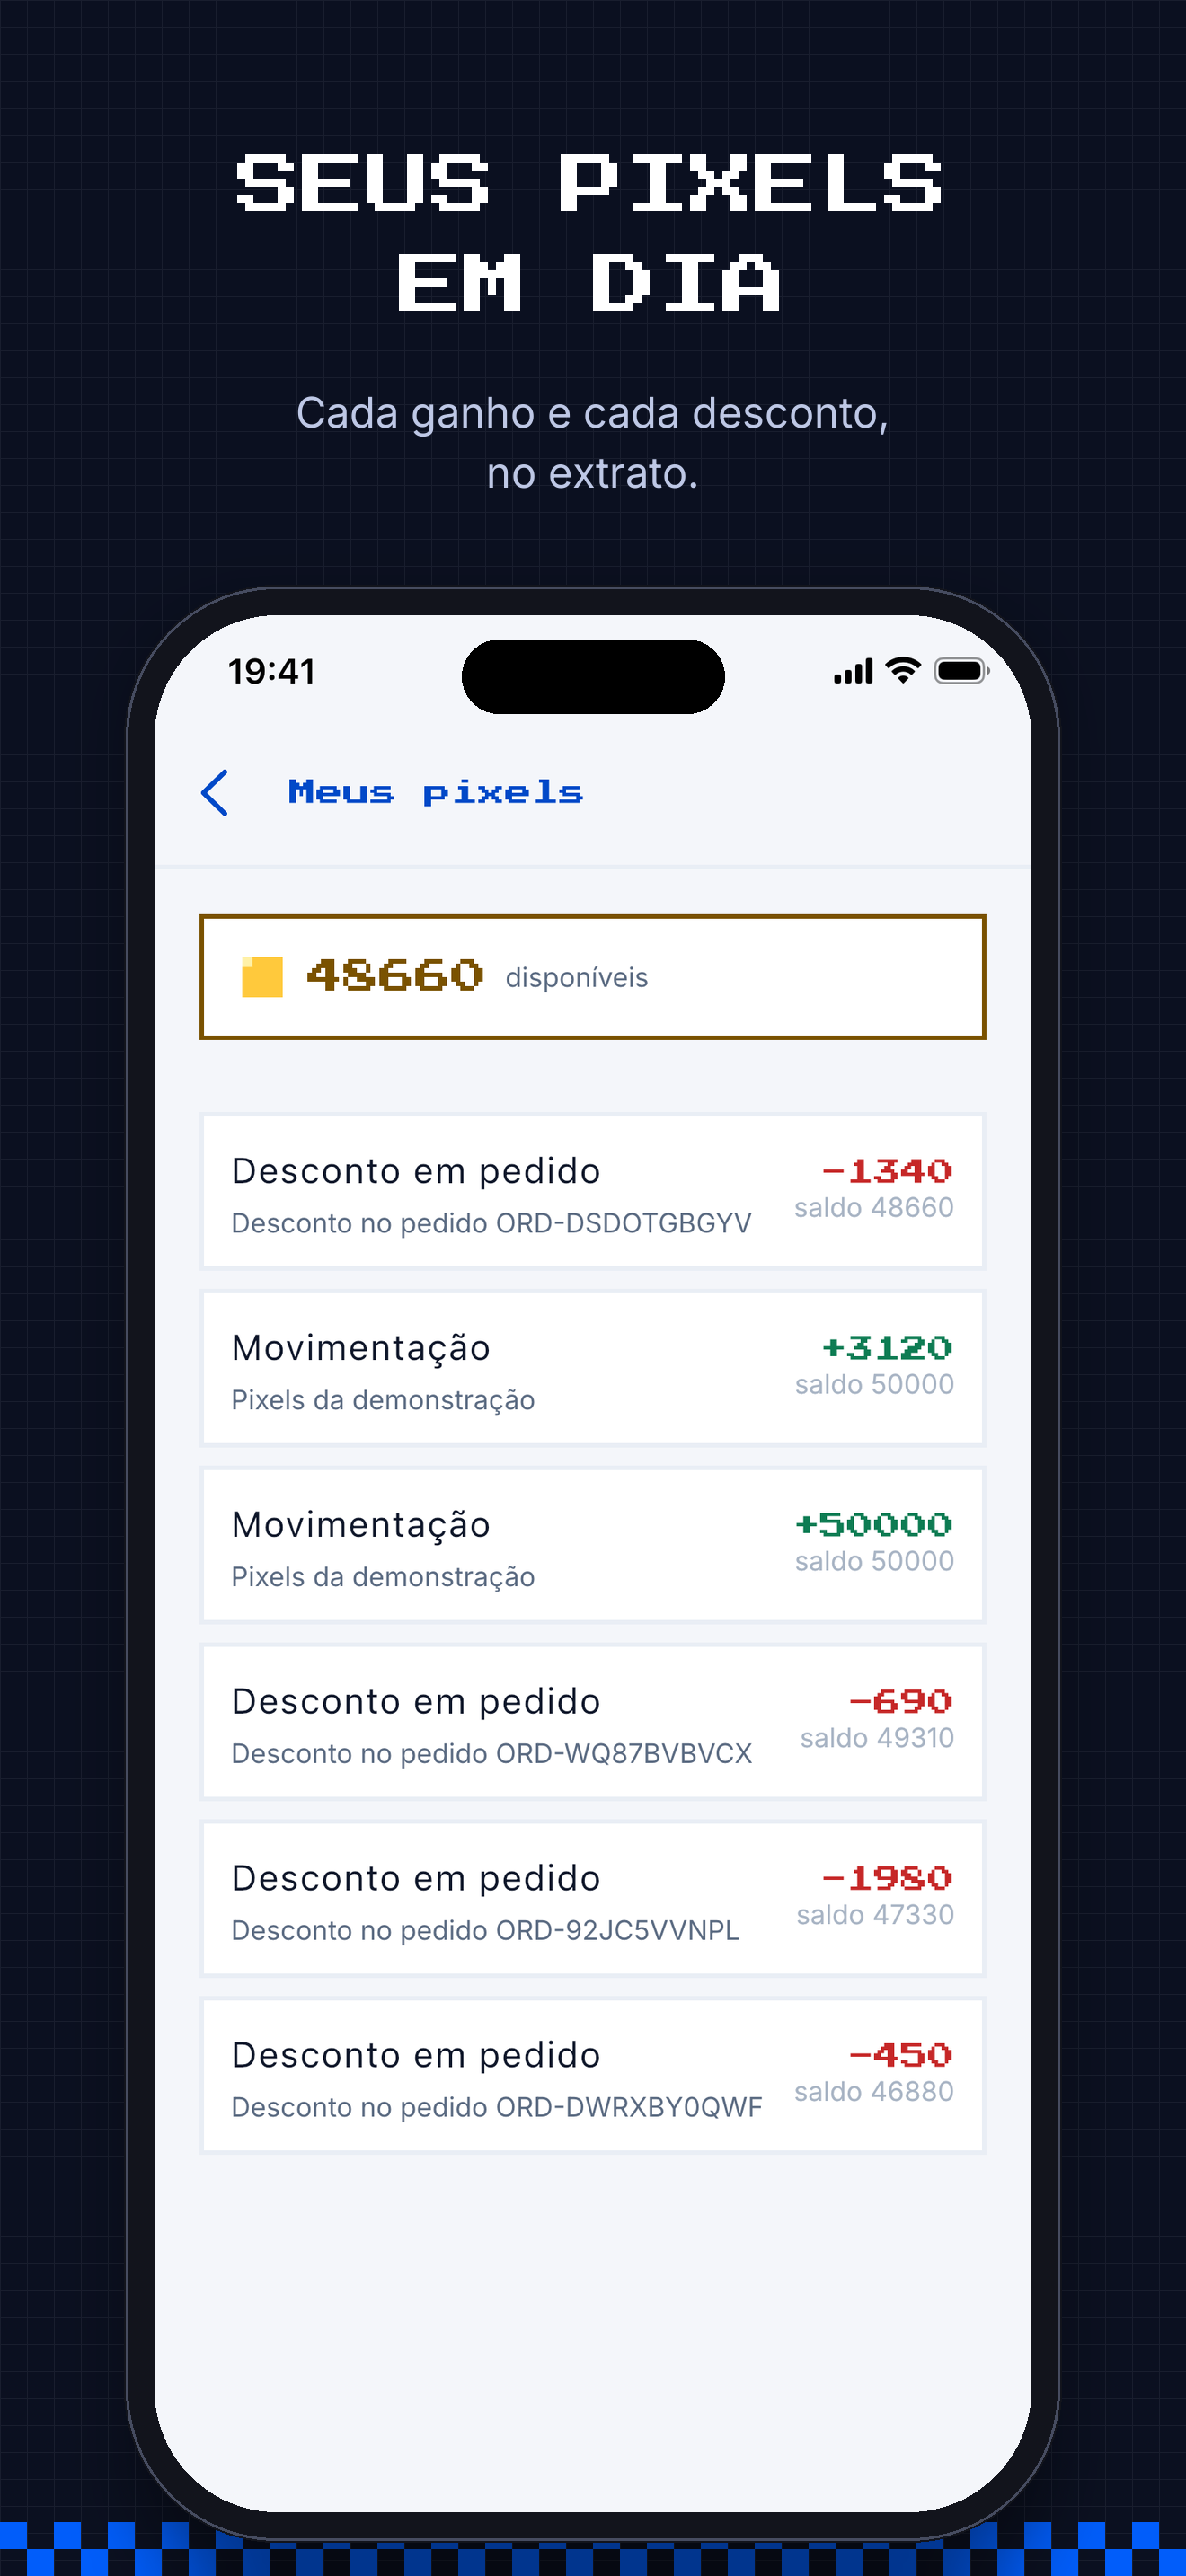 SEUS PIXELS
EM DIA
Cada ganho e cada desconto,
no extrato.
19:41
Meus pixels
48660 disponíveis
Desconto em pedido
-1340
Desconto no pedido ORD-DSDOTGBGYV
saldo 48660
Movimentação
+3120
Pixels da demonstração
saldo 50000
Movimentação
+50000
Pixels da demonstração
saldo 50000
Desconto em pedido
-690
Desconto no pedido ORD-WQ87BVBVCX
saldo 49310
Desconto em pedido
-1980
Desconto no pedido ORD-92JC5VVNPL
saldo 47330
Desconto em pedido
-450
Desconto no pedido ORD-DWRXBY0QWF
saldo 46880